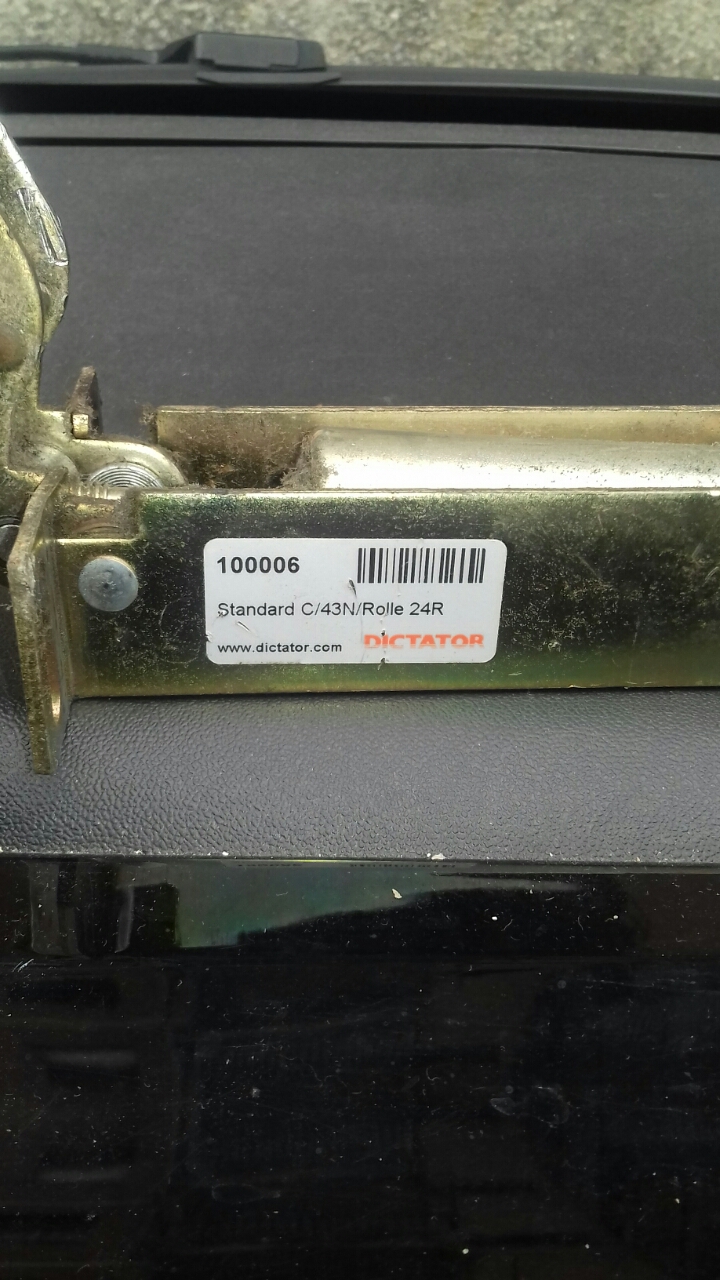 100006
Standard C/43N/Rolle 24R
www.dictator.com DICTATOR